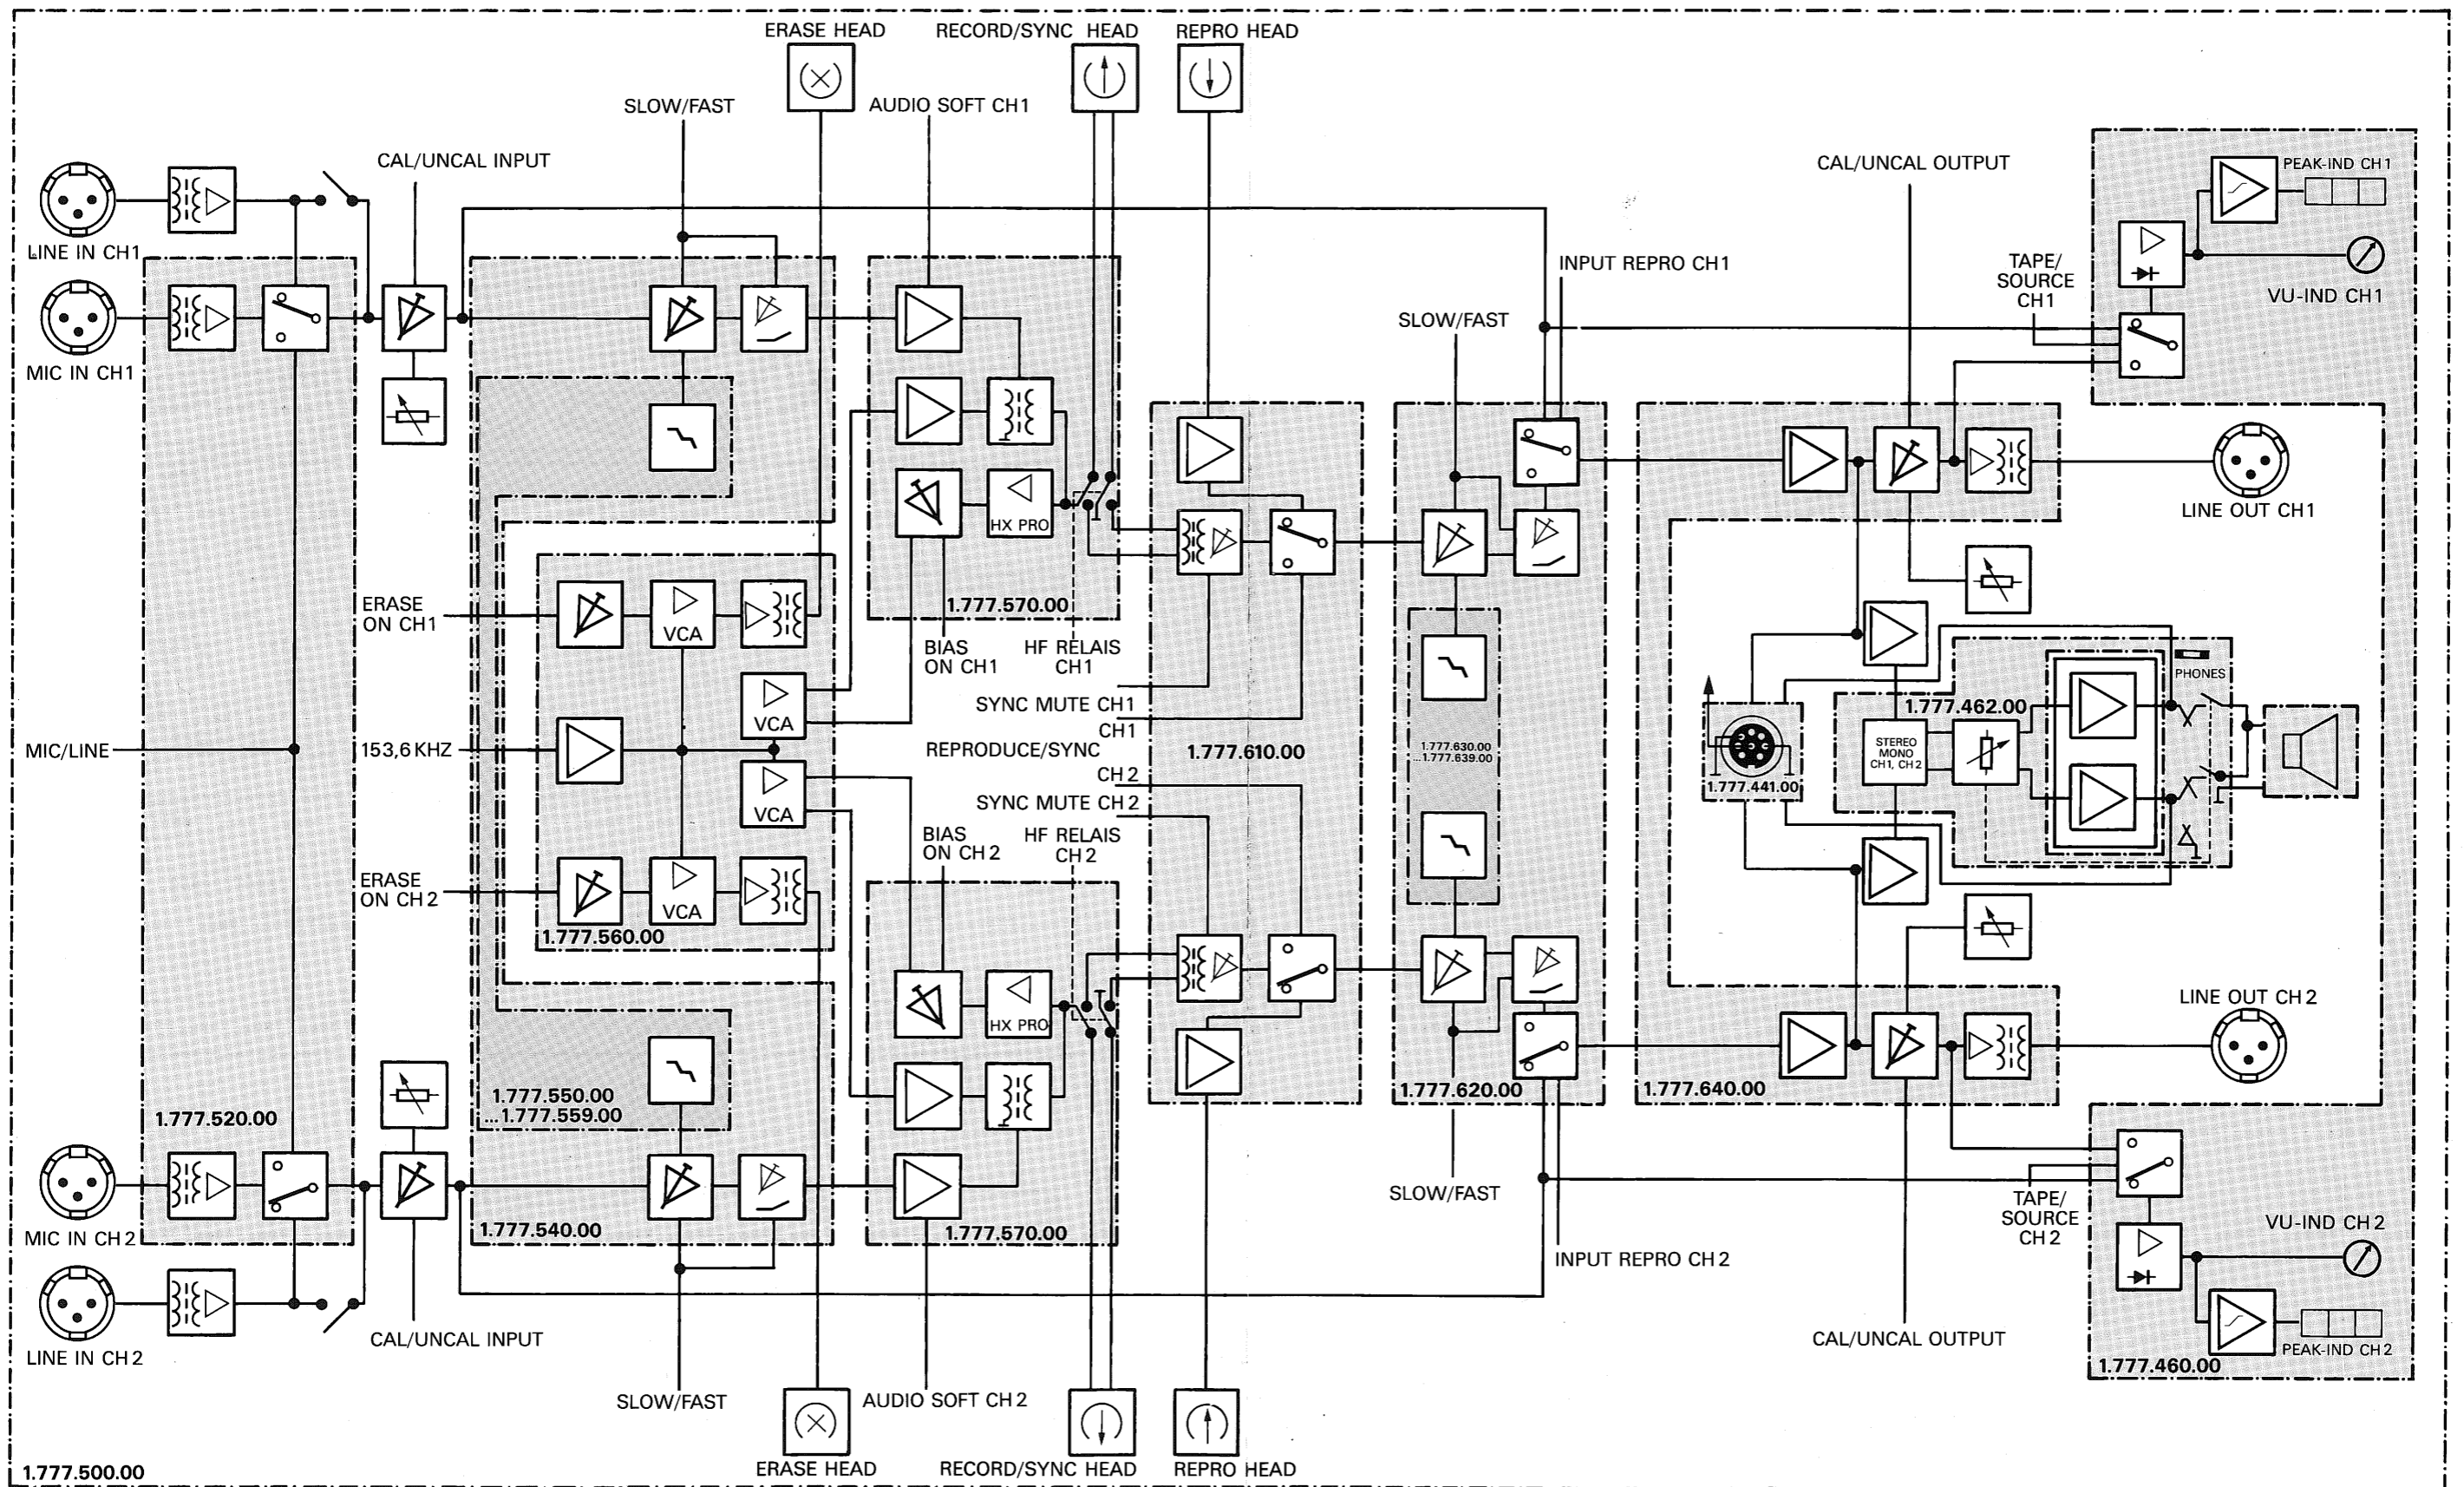 ERASE HEAD
RECORD/SYNC HEAD
REPRO HEAD
SLOW/FAST
AUDIO SOFT CH1
CAL/UNCAL INPUT
CAL/UNCAL OUTPUT
PEAK-IND CH1
LINE IN CH1
INPUT REPRO CH1
TAPE/
SOURCE
CH1
VU-IND CH1
SLOW/FAST
MIC IN CH1
LINE OUT CH1
HX PRO
ERASE
ON CH1
VCA
1.777.570.00
BIAS
ON CH1
HF RELAIS
CH1
PHONES
VCA
SYNC MUTE CH1
CH1
1.777.462.00
MIC/LINE
153,6 KHZ
REPRODUCE/SYNC
1.777.610.00
1.777.630.00
...1.777.639.00
STEREO
MONO
CH1, CH2
1.777.441.00
CH2
SYNC MUTE CH2
VCA
BIAS
ON CH2
HF RELAIS
CH2
ERASE
ON CH2
VCA
1.777.560.00
HX PRO
LINE OUT CH2
1.777.550.00
...1.777.559.00
1.777.520.00
1.777.620.00
1.777.640.00
SLOW/FAST
TAPE/
SOURCE
CH2
MIC IN CH2
1.777.540.00
1.777.570.00
VU-IND CH2
INPUT REPRO CH2
LINE IN CH2
CAL/UNCAL INPUT
CAL/UNCAL OUTPUT
PEAK-IND CH2
1.777.460.00
SLOW/FAST
AUDIO SOFT CH2
1.777.500.00
ERASE HEAD
RECORD/SYNC HEAD
REPRO HEAD